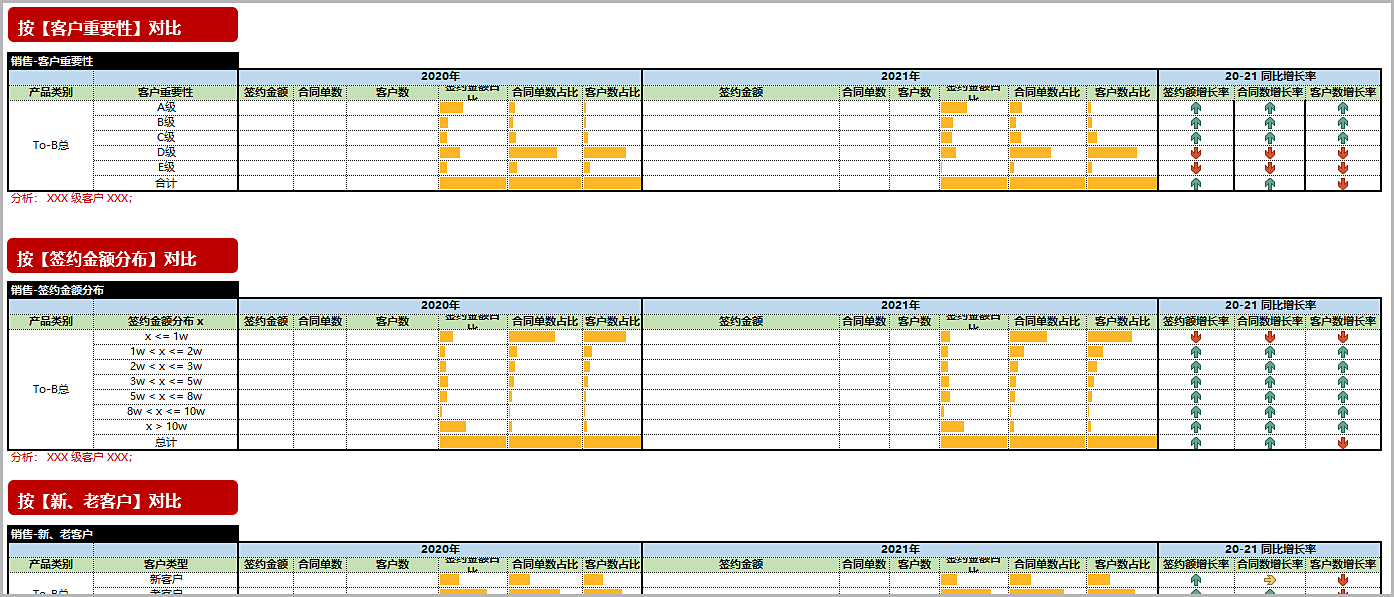 按【客户重要性】对比
销售-客户重要性
2020年 2021年 20-21 同比增长率
产品类别 客户重要性 签约金额 合同单数 客户数 签约金额占比 合同单数占比 客户数占比 签约金额 合同单数 客户数 签约金额占比 合同单数占比 客户数占比 签约额增长率 合同数增长率 客户数增长率
A级
B级
To-B总 C级
D级
E级
合计
分析： XXX 级客户 XXX；
按【签约金额分布】对比
销售-签约金额分布
2020年 2021年 20-21 同比增长率
产品类别 签约金额分布 x 签约金额 合同单数 客户数 签约金额占比 合同单数占比 客户数占比 签约金额 合同单数 客户数 签约金额占比 合同单数占比 客户数占比 签约额增长率 合同数增长率 客户数增长率
x <= 1w
1w < x <= 2w
2w < x <= 3w
To-B总 3w < x <= 5w
5w < x <= 8w
8w < x <= 10w
x > 10w
总计
分析： XXX 级客户 XXX；
按【新、老客户】对比
销售-新、老客户
2020年 2021年 20-21 同比增长率
产品类别 客户类型 签约金额 合同单数 客户数 签约金额占比 合同单数占比 客户数占比 签约金额 合同单数 客户数 签约金额占比 合同单数占比 客户数占比 签约额增长率 合同数增长率 客户数增长率
新客户
To-B总 老客户